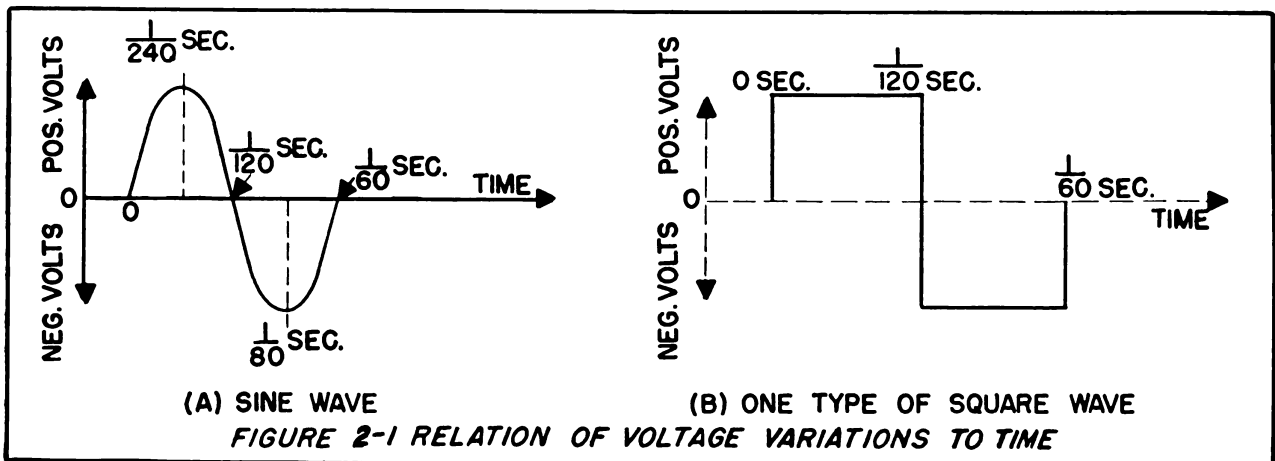 1/240 SEC.
POS. VOLTS
NEG. VOLTS
0
0
1/120 SEC.
1/60 SEC.
TIME
1/80 SEC.
(A) SINE WAVE
POS. VOLTS
NEG. VOLTS
0
0 SEC.
1/120 SEC.
1/60 SEC.
TIME
(B) ONE TYPE OF SQUARE WAVE
FIGURE 2-1 RELATION OF VOLTAGE VARIATIONS TO TIME